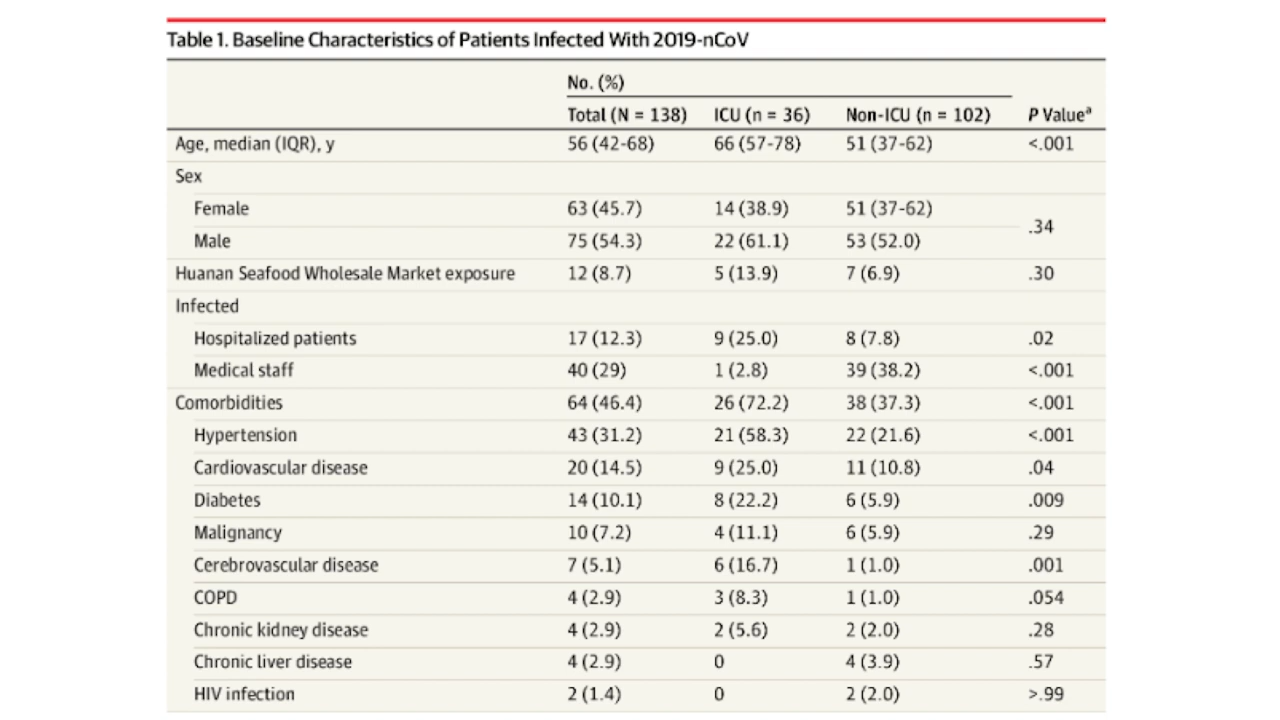 Table 1. Baseline Characteristics of Patients Infected With 2019-nCoV
No. (%)
Total (N = 138) ICU (n = 36) Non-ICU (n = 102) P Valueᵃ
Age, median (IQR), y 56 (42-68) 66 (57-78) 51 (37-62) <.001
Sex
Female 63 (45.7) 14 (38.9) 51 (37-62)
.34
Male 75 (54.3) 22 (61.1) 53 (52.0)
Huanan Seafood Wholesale Market exposure 12 (8.7) 5 (13.9) 7 (6.9) .30
Infected
Hospitalized patients 17 (12.3) 9 (25.0) 8 (7.8) .02
Medical staff 40 (29) 1 (2.8) 39 (38.2) <.001
Comorbidities 64 (46.4) 26 (72.2) 38 (37.3) <.001
Hypertension 43 (31.2) 21 (58.3) 22 (21.6) <.001
Cardiovascular disease 20 (14.5) 9 (25.0) 11 (10.8) .04
Diabetes 14 (10.1) 8 (22.2) 6 (5.9) .009
Malignancy 10 (7.2) 4 (11.1) 6 (5.9) .29
Cerebrovascular disease 7 (5.1) 6 (16.7) 1 (1.0) .001
COPD 4 (2.9) 3 (8.3) 1 (1.0) .054
Chronic kidney disease 4 (2.9) 2 (5.6) 2 (2.0) .28
Chronic liver disease 4 (2.9) 0 4 (3.9) .57
HIV infection 2 (1.4) 0 2 (2.0) >.99